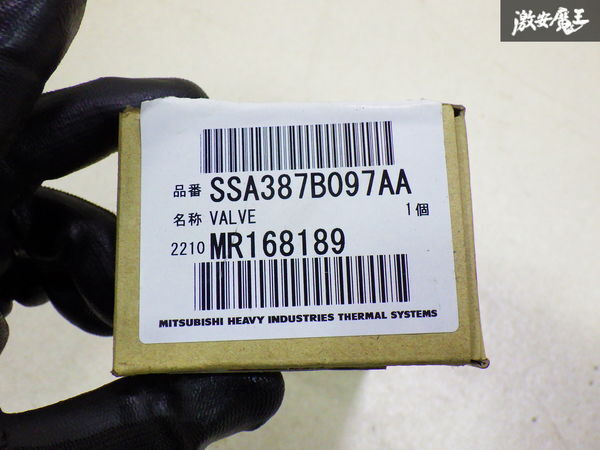 激安魔王
品番 SSA387B097AA
名称 VALVE 1個
2210 MR168189
MITSUBISHI HEAVY INDUSTRIES THERMAL SYSTEMS